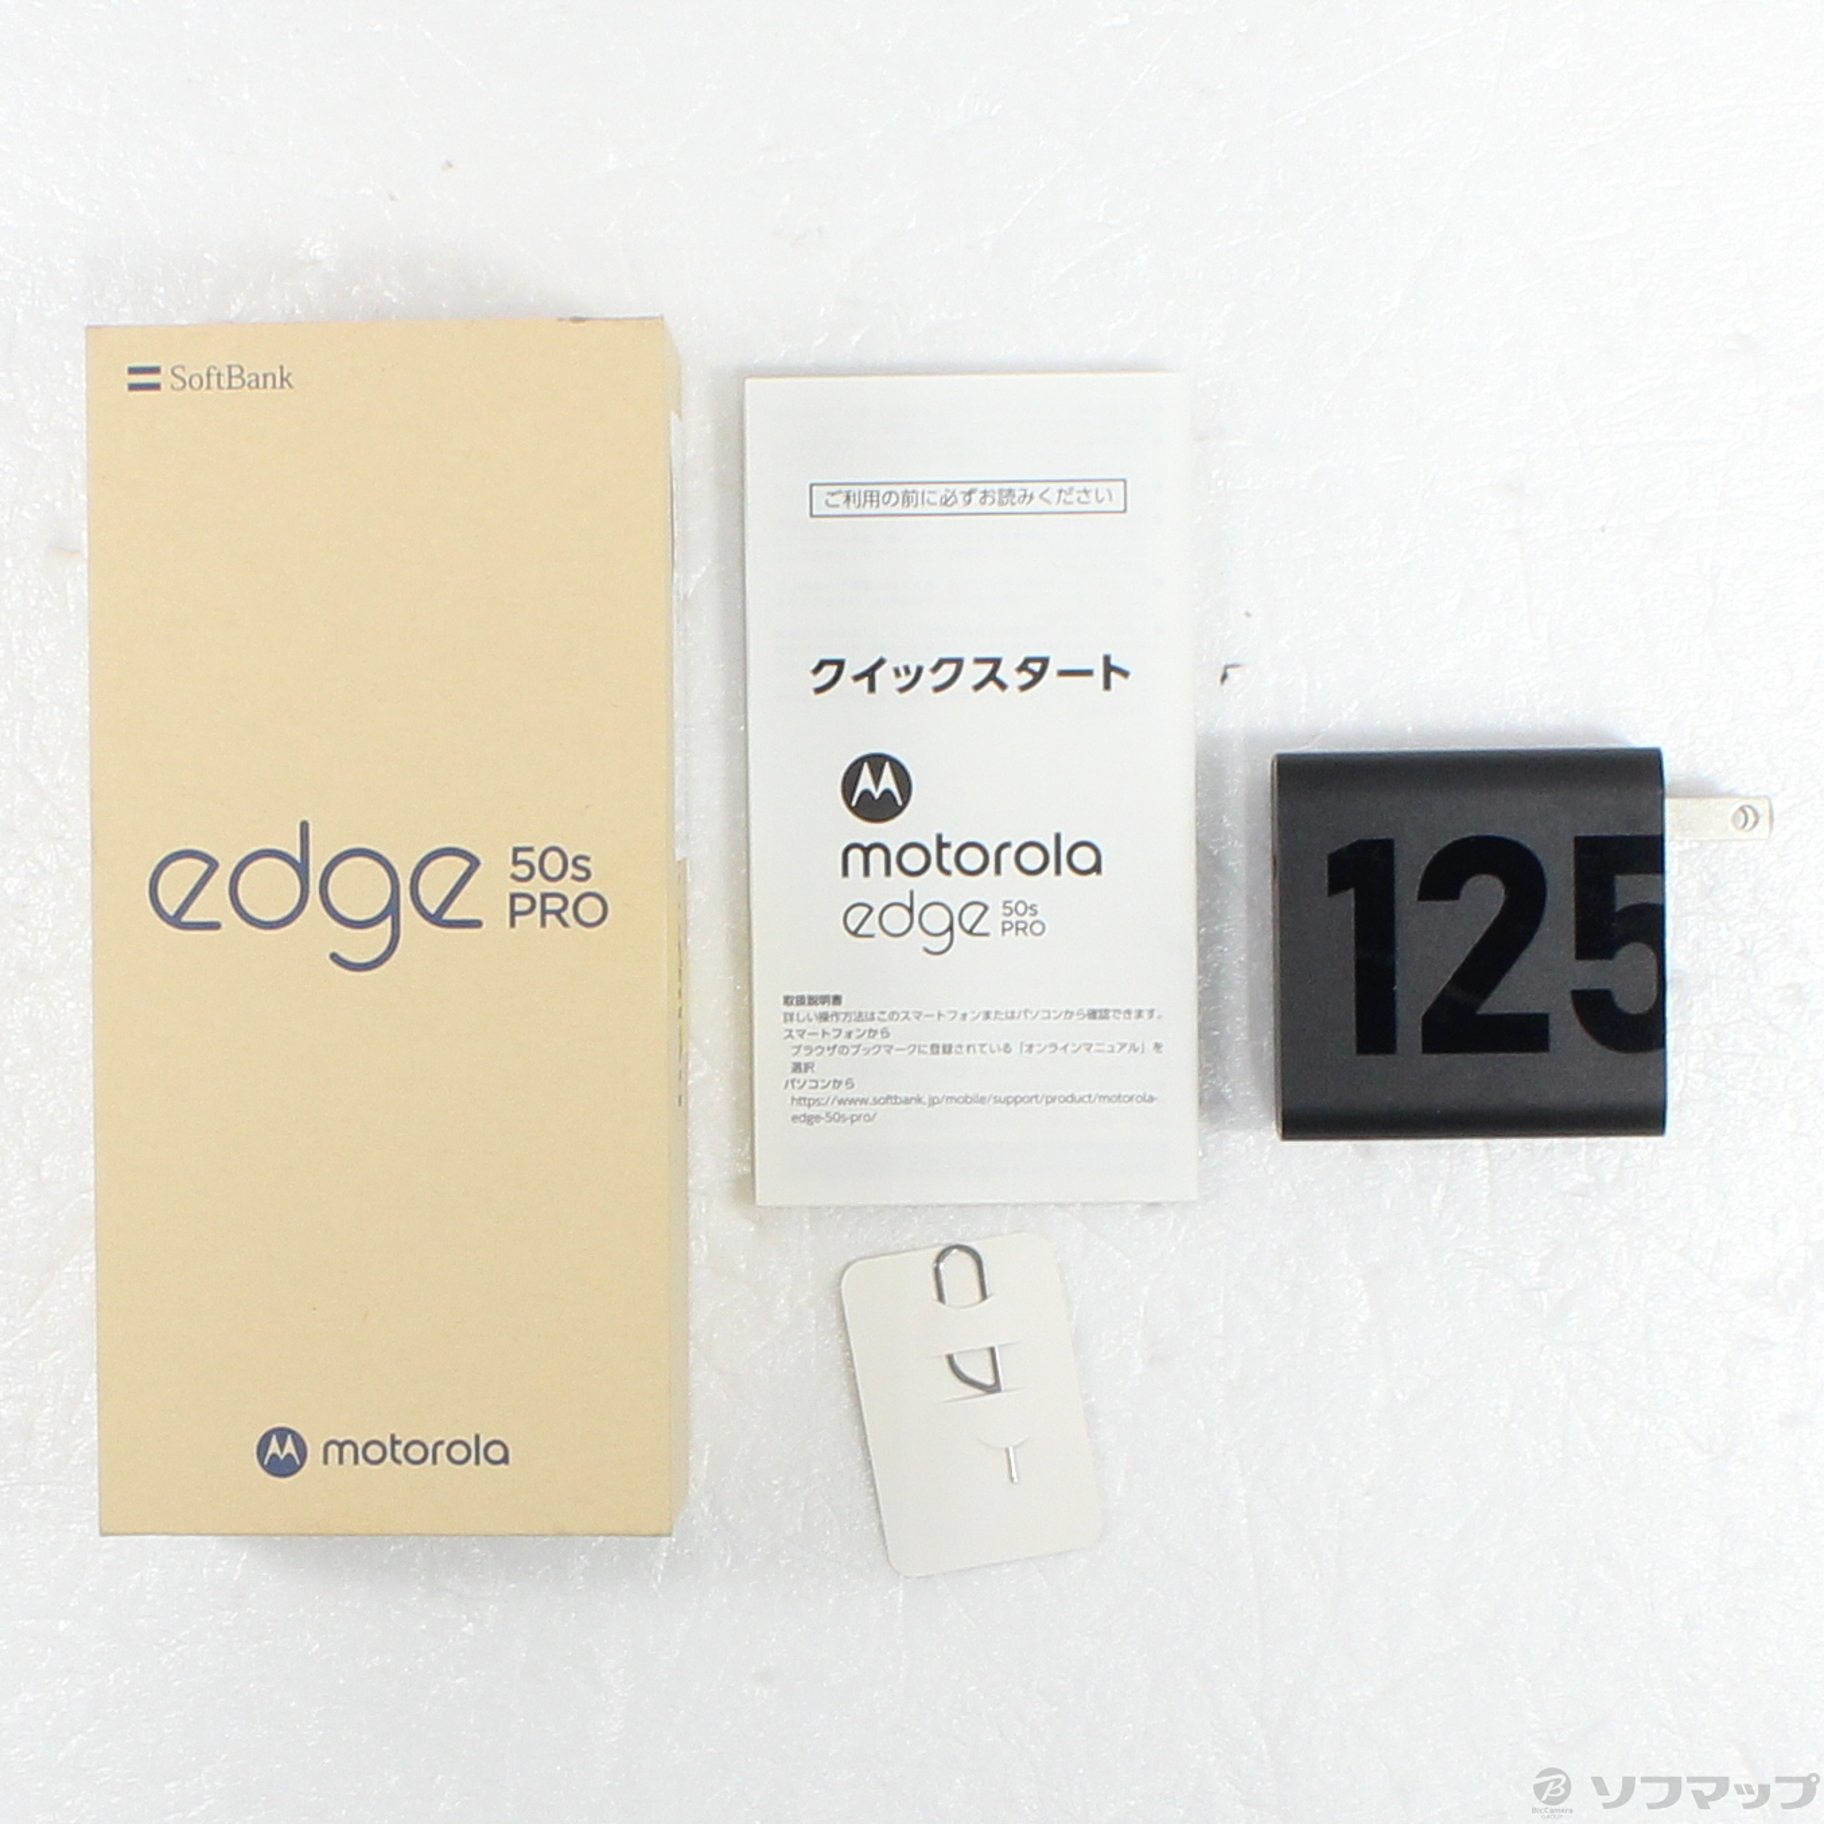 SoftBank
edge 50s PRO
motorola
ご利用の前に必ずお読みください
クイックスタート
motorola
edge 50s PRO
取扱説明書
詳しい操作方法はこのスマートフォンまたはパソコンから確認できます。
スマートフォンから
ブラウザのブックマークに登録されている「オンラインマニュアル」を
選択
パソコンから
https://www.softbank.jp/mobile/support/product/motorola-
edge-50s-pro/
125
BicCamera
GROUP
ソフマップ